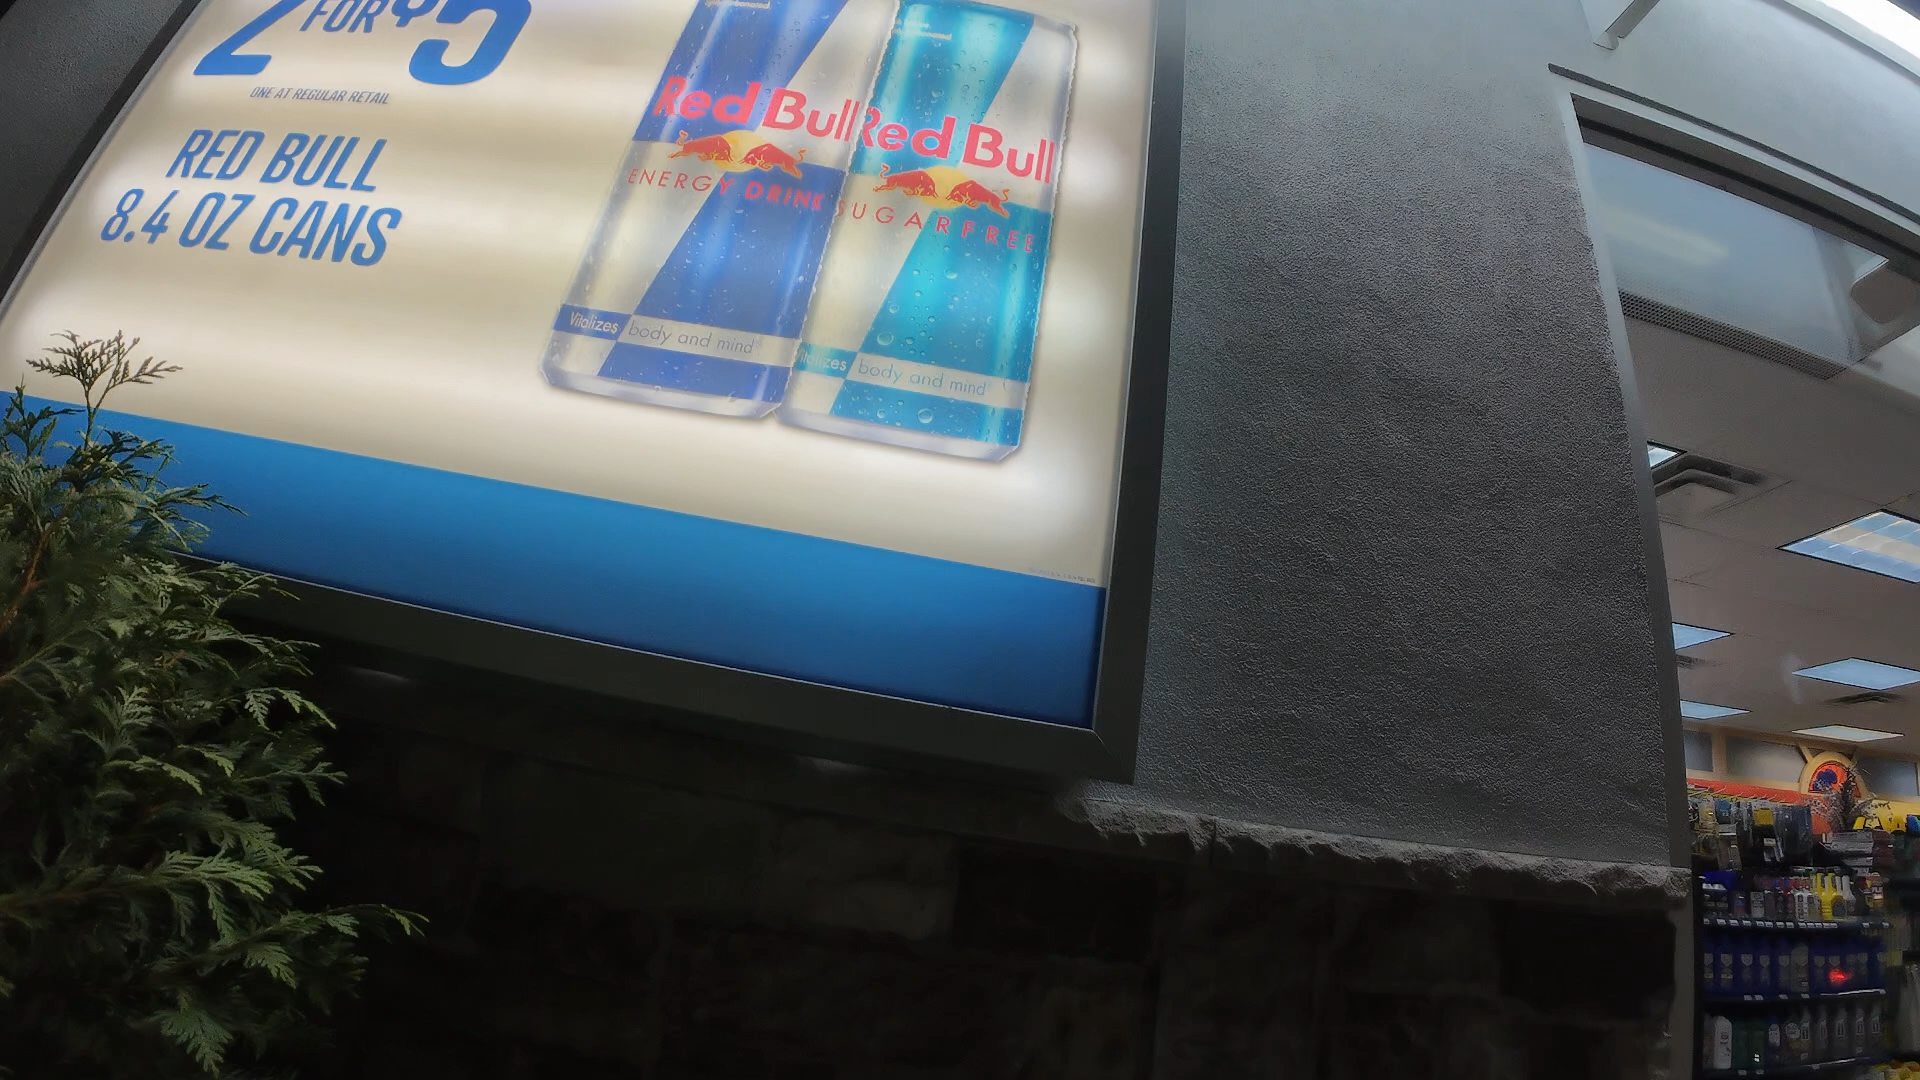 2 FOR $5
ONE AT REGULAR RETAIL
RED BULL
8.4 OZ CANS
Red Bull
ENERGY DRINK
Vitalizes body and mind®
Red Bull
SUGARFREE
Vitalizes body and mind